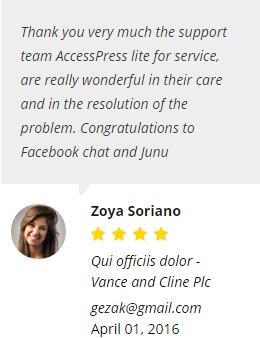 Thank you very much the support
team AccessPress lite for service,
are really wonderful in their care
and in the resolution of the
problem. Congratulations to
Facebook chat and Junu
Zoya Soriano
Qui officiis dolor -
Vance and Cline Plc
gezak@gmail.com
April 01, 2016